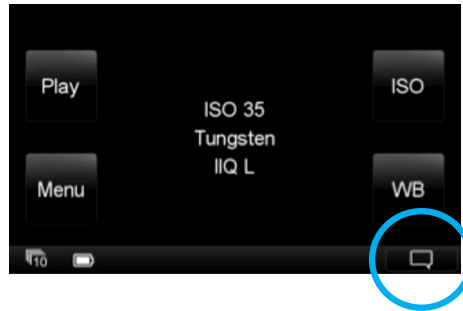 Play
ISO
ISO 35
Tungsten
IIQ L
Menu
WB
10